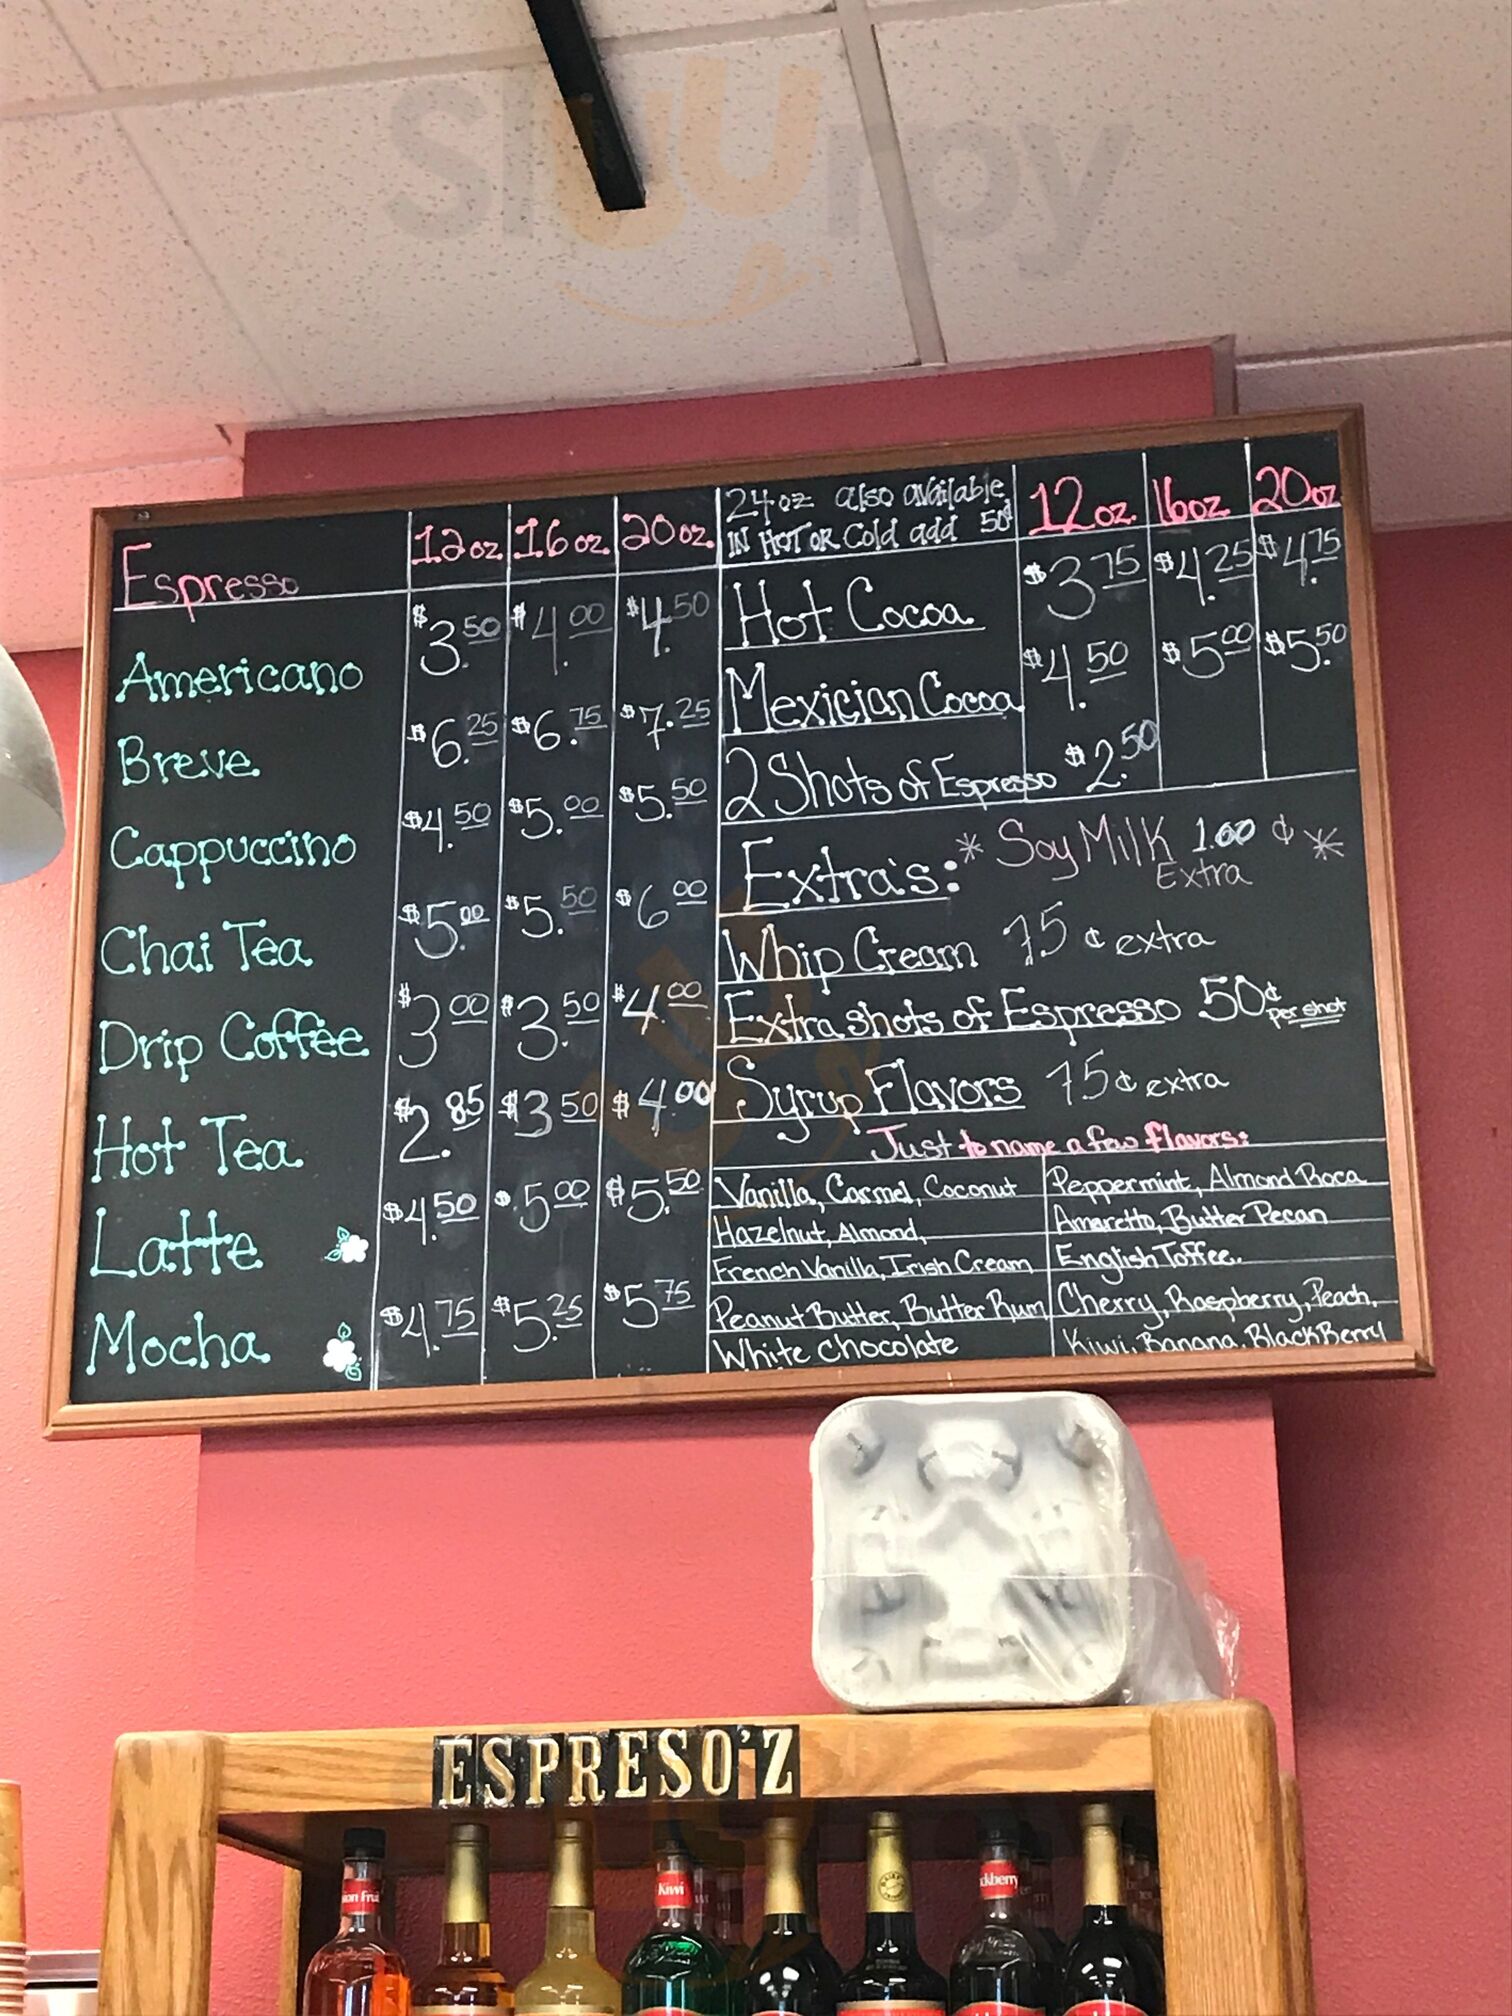 Sluurpy
Espresso 12oz. 16oz. 20oz.
Americano $3.50 $4.00 $4.50
Breve $6.25 $6.75 $7.25
Cappuccino $4.50 $5.00 $5.50
Chai Tea $5.00 $5.50 $6.00
Drip Coffee $3.00 $3.50 $4.00
Hot Tea $2.85 $3.50 $4.00
Latte $4.50 $5.00 $5.50
Mocha $4.75 $5.25 $5.75
24oz also available 12oz. 16oz 20oz.
IN HOT OR Cold add 50¢
Hot Cocoa $3.75 $4.25 $4.75
Mexician Cocoa $4.50 $5.00 $5.50
2 Shots of Espresso $2.50
Extra's: * Soy Milk 1.00 ¢ *
Extra
Whip Cream 75 ¢ extra
Extra shots of Espresso 50¢ per shot
Syrup Flavors 75¢ extra
Just to name a few flavors:
Vanilla, Carmel, Coconut
Hazelnut, Almond,
French Vanilla, Irish Cream
Peanut Butter, Butter Rum,
White chocolate
Peppermint, Almond Roca
Amaretto, Butter Pecan
English Toffee.
Cherry, Raspberry, Peach,
Kiwi, Banana, BlackBerry
ESPRESO'Z
Kiwi